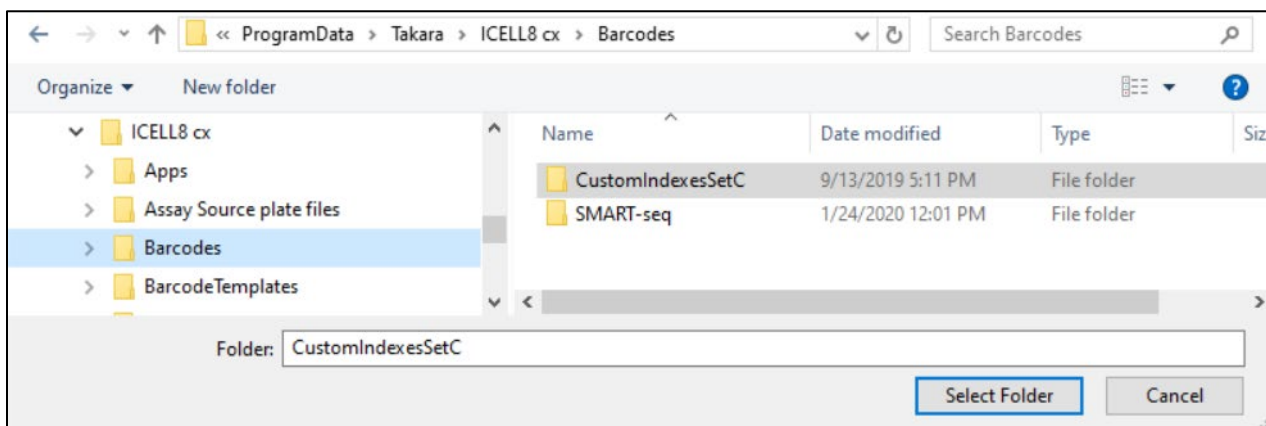 « ProgramData > Takara > ICELL8 cx > Barcodes
Search Barcodes
Organize
New folder
?
ICELL8 cx
Apps
Assay Source plate files
Barcodes
BarcodeTemplates
Name Date modified Type Siz
CustomIndexesSetC 9/13/2019 5:11 PM File folder
SMART-seq 1/24/2020 12:01 PM File folder
Folder: CustomIndexesSetC
Select Folder Cancel